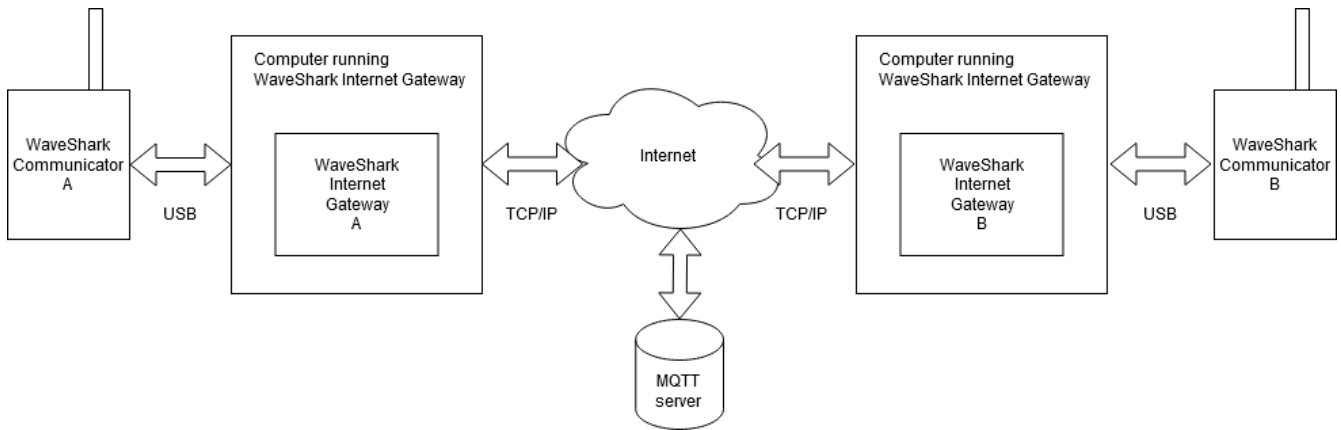 WaveShark
Communicator
A
USB
Computer running
WaveShark Internet Gateway
WaveShark
Internet
Gateway
A
TCP/IP
Internet
MQTT
server
TCP/IP
Computer running
WaveShark Internet Gateway
WaveShark
Internet
Gateway
B
USB
WaveShark
Communicator
B